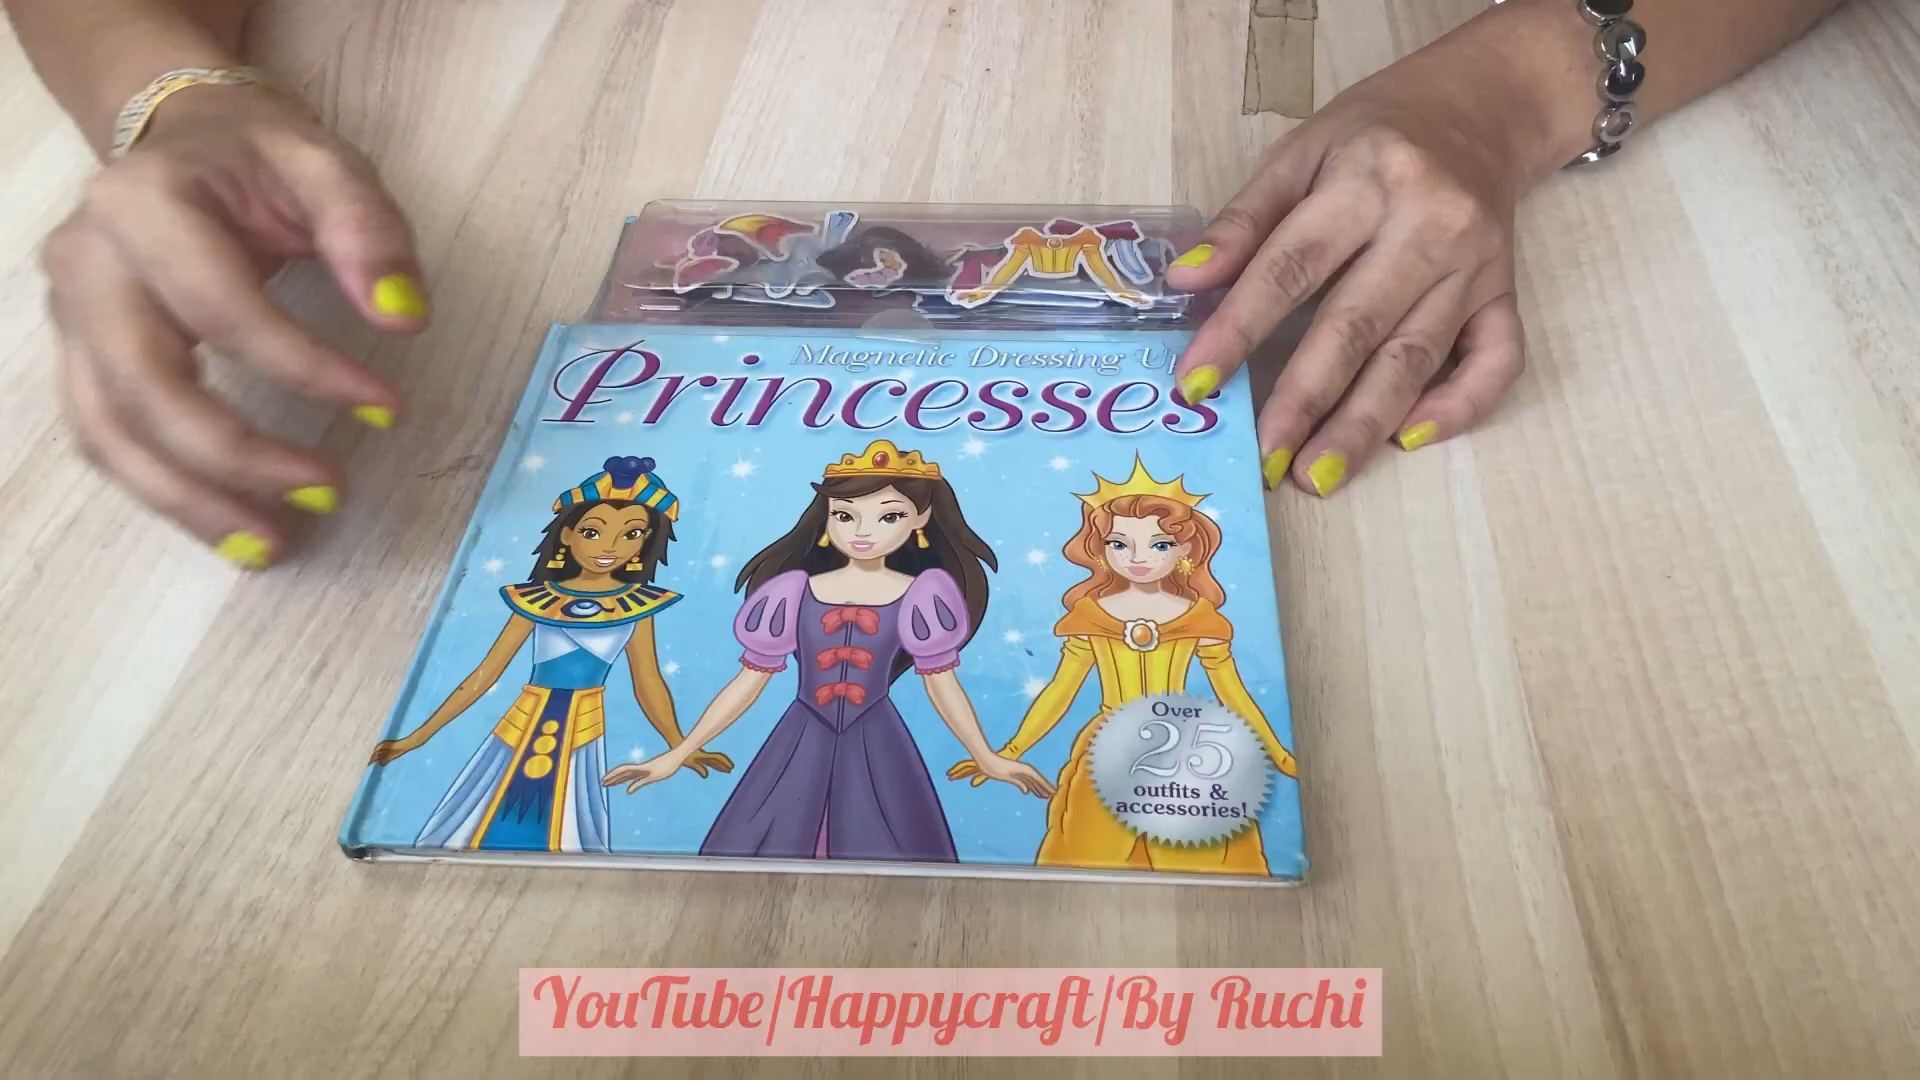 Magnetic Dressing Up
Princesses
Over
25
outfits &
accessories!
YouTube/Happycraft/By Ruchi